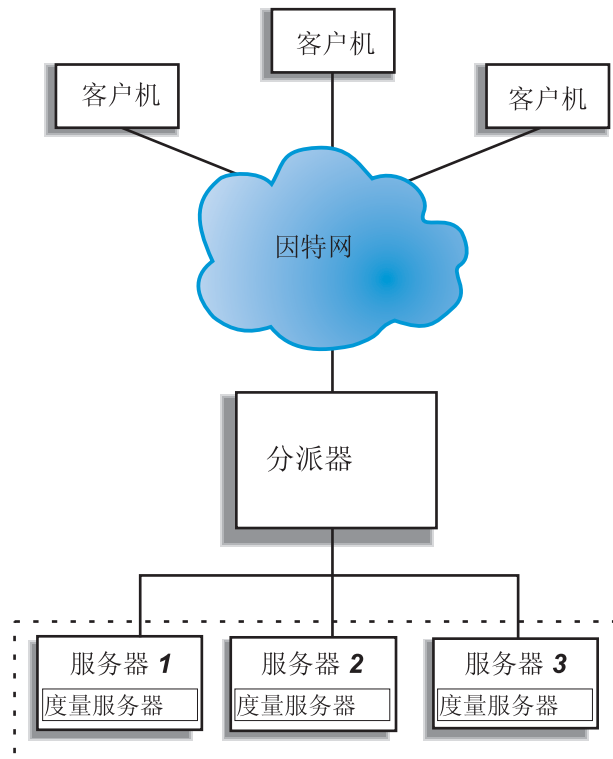 客户机
客户机
客户机
因特网
分派器
服务器 1
服务器 2
服务器 3
度量服务器
度量服务器
度量服务器